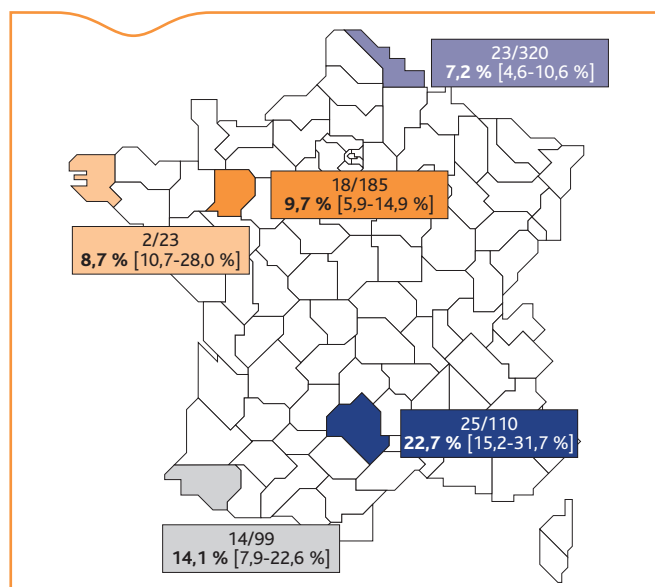 23/320
7,2 % [4,6-10,6 %]
18/185
9,7 % [5,9-14,9 %]
2/23
8,7 % [10,7-28,0 %]
25/110
22,7 % [15,2-31,7 %]
14/99
14,1 % [7,9-22,6 %]